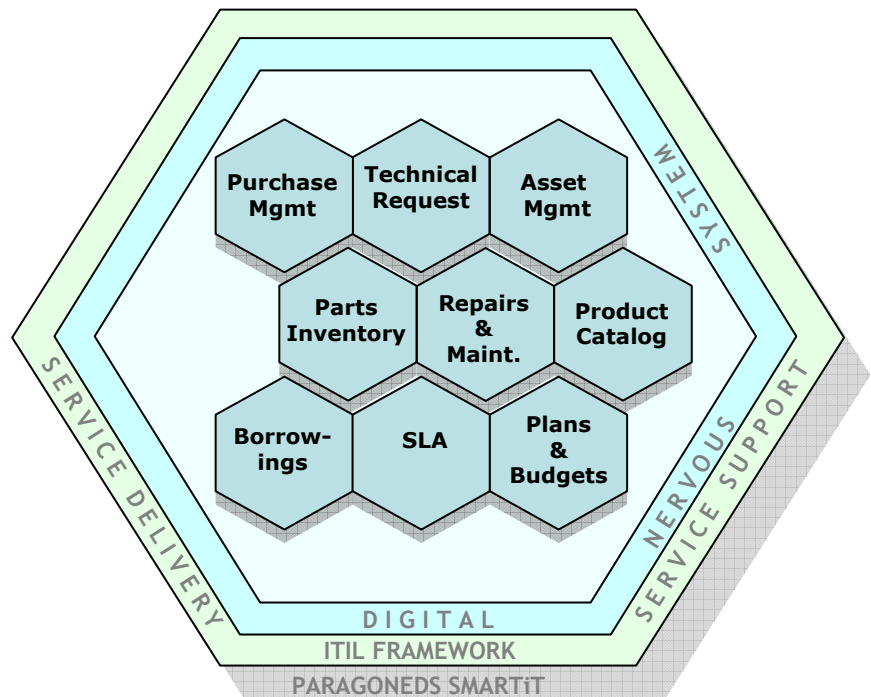 Purchase
Mgmt
Technical
Request
Asset
Mgmt
Parts
Inventory
Repairs
&
Maint.
Product
Catalog
Borrow-
ings
SLA
Plans
&
Budgets
SERVICE DELIVERY
DIGITAL
NERVOUS
SYSTEM
ITIL FRAMEWORK
SERVICE SUPPORT
PARAGONEDS SMARTiT